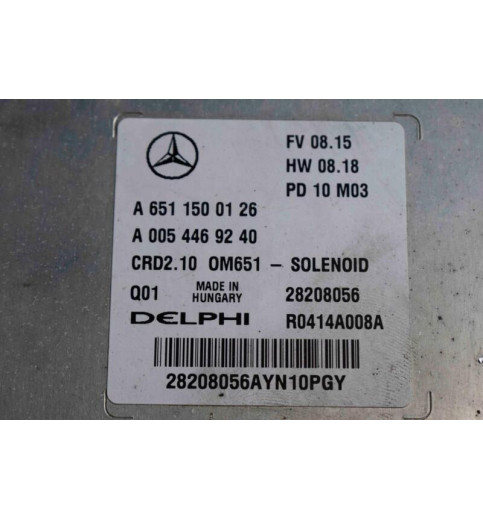 FV 08.15
HW 08.18
PD 10 M03
A 651 150 01 26
A 005 446 92 40
CRD2.10 OM651 – SOLENOID
Q01 MADE IN HUNGARY 28208056
DELPHI R0414A008A
28208056AYN10PGY